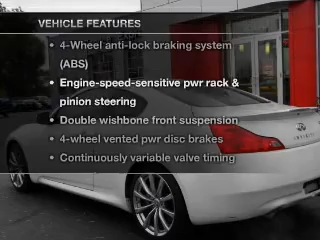 VEHICLE FEATURES
• 4-Wheel anti-lock braking system
(ABS)
• Engine-speed-sensitive pwr rack &
pinion steering
• Double wishbone front suspension
• 4-wheel vented pwr disc brakes
• Continuously variable valve timing
INFINITI